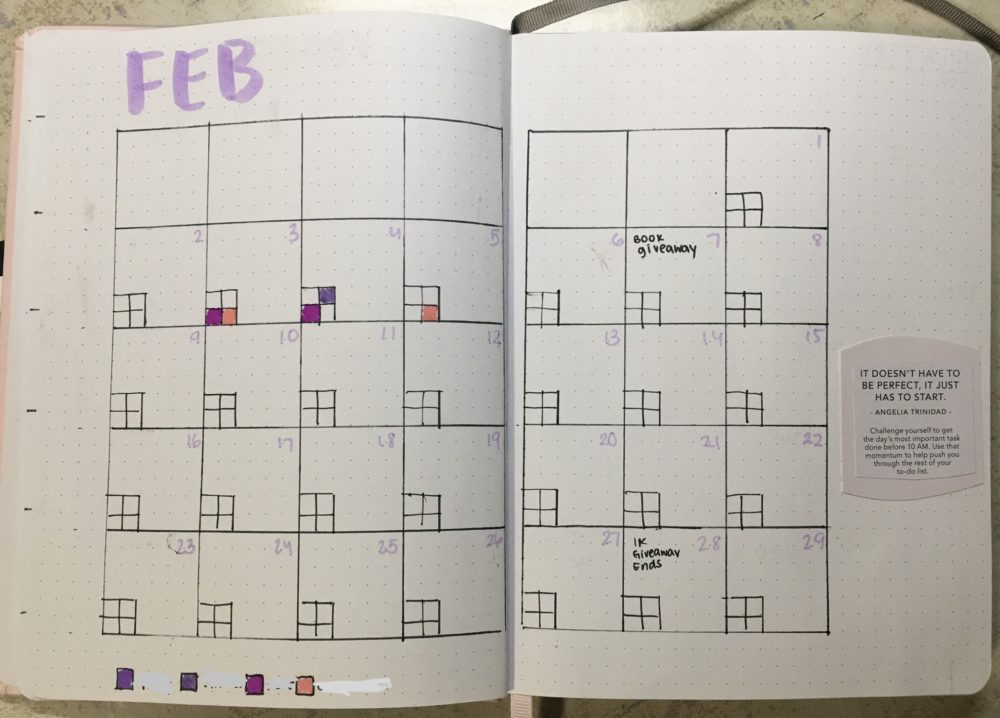 FEB
1
2 3 4 5 6 7 8
BOOK
giveaway
9 10 11 12 13 14 15
16 17 18 19 20 21 22
23 24 25 26 27 28 29
1K
Giveaway
Ends
IT DOESN'T HAVE TO
BE PERFECT, IT JUST
HAS TO START.
- ANGELIA TRINIDAD -
Challenge yourself to get
the day's most important task
done before 10 AM. Use that
momentum to help push you
through the rest of your
to-do list.